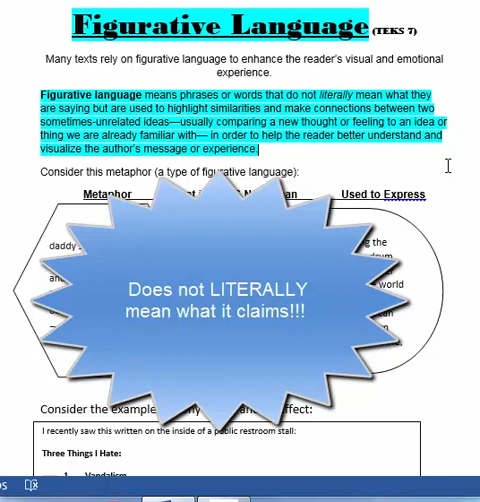 Figurative Language (TEKS 7)
Many texts rely on figurative language to enhance the reader's visual and emotional
experience.
Figurative language means phrases or words that do not literally mean what they
are saying but are used to highlight similarities and make connections between two
sometimes-unrelated ideas—usually comparing a new thought or feeling to an idea or
thing we are already familiar with— in order to help the reader better understand and
visualize the author's message or experience.
Consider this metaphor (a type of figurative language):
Metaphor Used to Express
daddy
the
world
Does not LITERALLY
mean what it claims!!!
Consider the example
I recently saw this written on the inside of a public restroom stall:
Three Things I Hate:
1. Vandalism